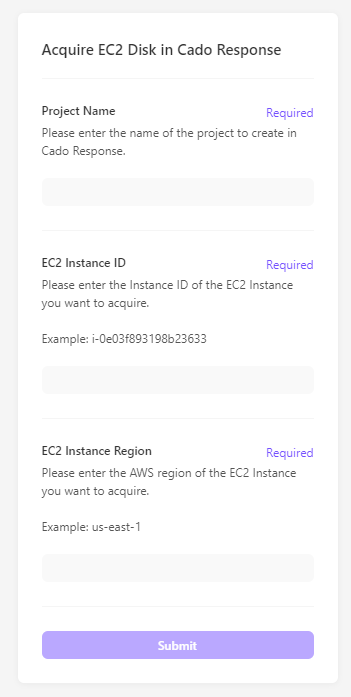 Acquire EC2 Disk in Cado Response
Project Name
Required
Please enter the name of the project to create in
Cado Response.
EC2 Instance ID
Required
Please enter the Instance ID of the EC2 Instance
you want to acquire.
Example: i-0e03f893198b23633
EC2 Instance Region
Required
Please enter the AWS region of the EC2 Instance
you want to acquire.
Example: us-east-1
Submit